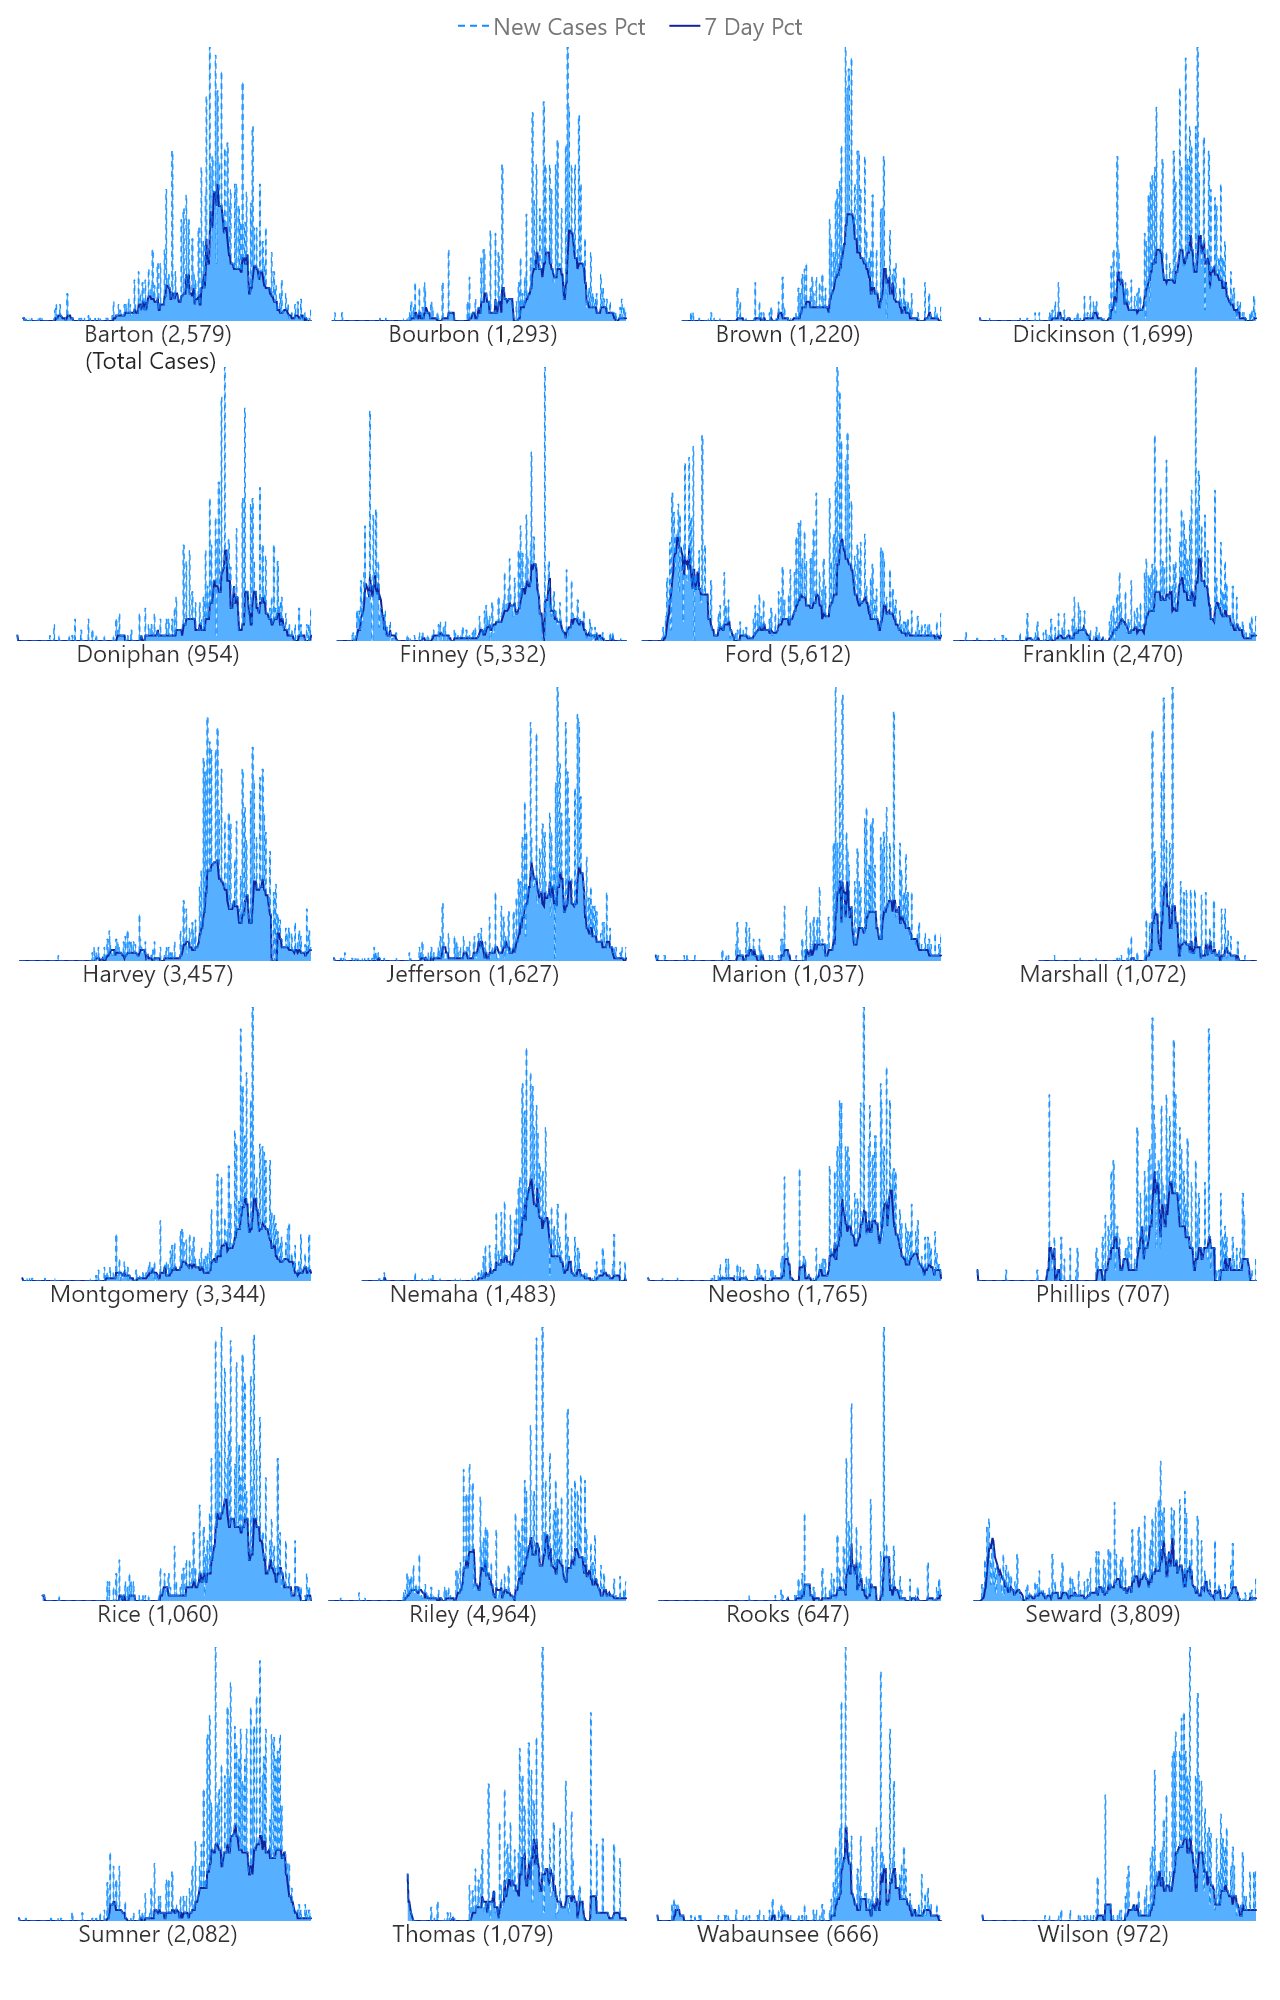 New Cases Pct 7 Day Pct
Barton (2,579) Bourbon (1,293) Brown (1,220) Dickinson (1,699)
(Total Cases)
Doniphan (954) Finney (5,332) Ford (5,612) Franklin (2,470)
Harvey (3,457) Jefferson (1,627) Marion (1,037) Marshall (1,072)
Montgomery (3,344) Nemaha (1,483) Neosho (1,765) Phillips (707)
Rice (1,060) Riley (4,964) Rooks (647) Seward (3,809)
Sumner (2,082) Thomas (1,079) Wabaunsee (666) Wilson (972)